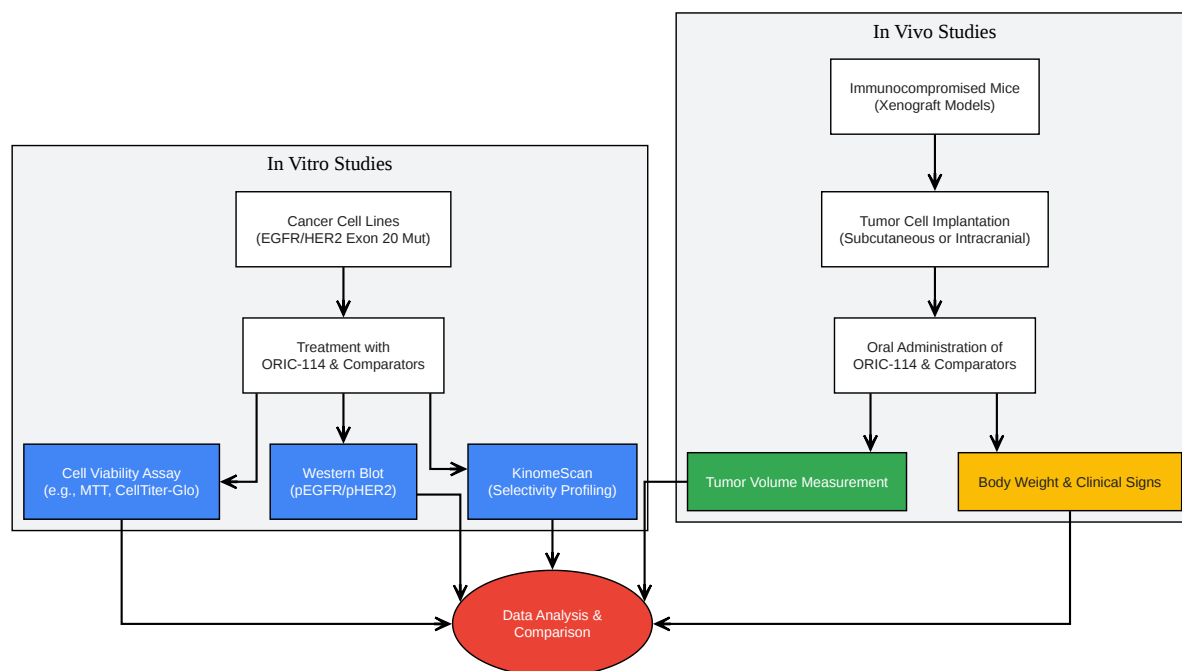 In Vitro Studies
Cancer Cell Lines
(EGFR/HER2 Exon 20 Mut)
Treatment with
ORIC-114 & Comparators
Cell Viability Assay
(e.g., MTT, CellTiter-Glo)
Western Blot
(pEGFR/pHER2)
KinomeScan
(Selectivity Profiling)
In Vivo Studies
Immunocompromised Mice
(Xenograft Models)
Tumor Cell Implantation
(Subcutaneous or Intracranial)
Oral Administration of
ORIC-114 & Comparators
Tumor Volume Measurement
Body Weight & Clinical Signs
Data Analysis &
Comparison